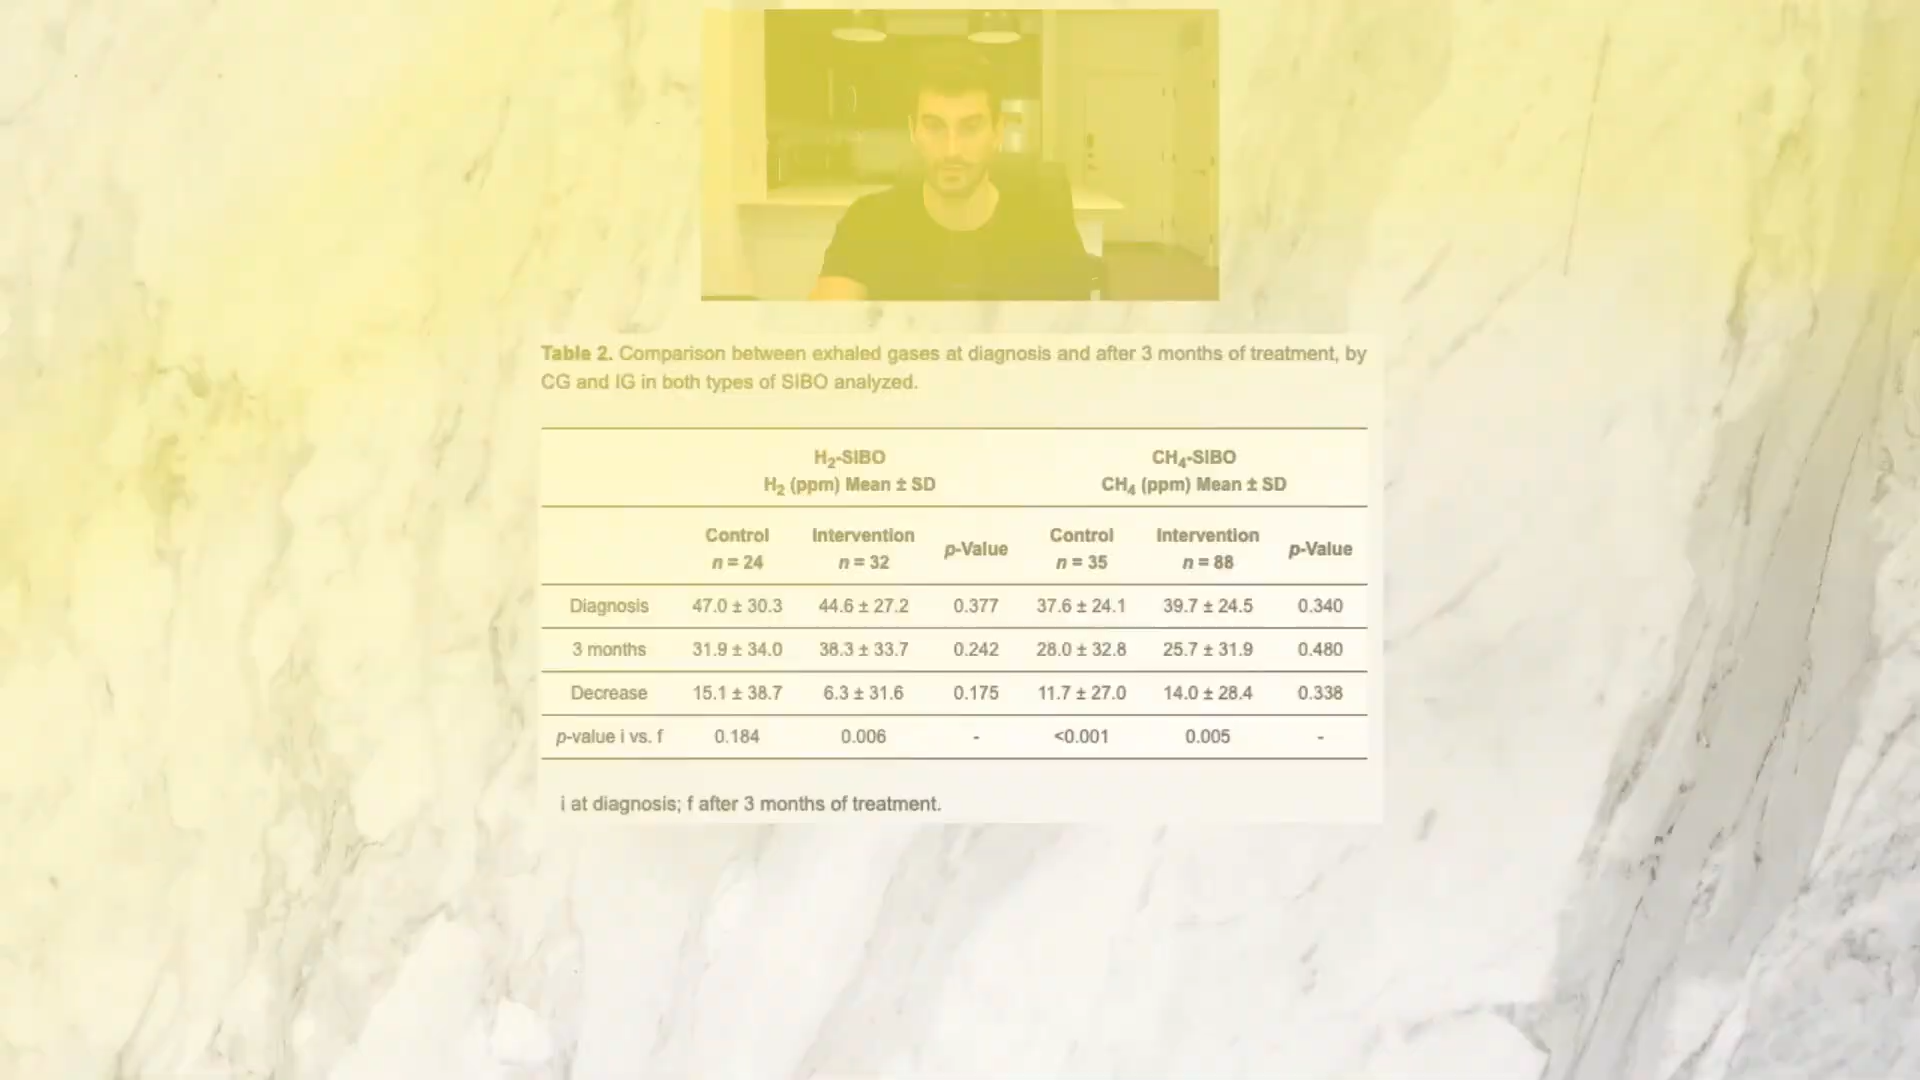 Table 2. Comparison between exhaled gases at diagnosis and after 3 months of treatment, by
CG and IG in both types of SIBO analyzed.
H₂-SIBO CH₄-SIBO
H₂ (ppm) Mean ± SD CH₄ (ppm) Mean ± SD
Control Intervention p-Value Control Intervention p-Value
n = 24 n = 32 n = 35 n = 88
Diagnosis 47.0 ± 30.3 44.6 ± 27.2 0.377 37.6 ± 24.1 39.7 ± 24.5 0.340
3 months 31.9 ± 34.0 38.3 ± 33.7 0.242 28.0 ± 32.8 25.7 ± 31.9 0.480
Decrease 15.1 ± 38.7 6.3 ± 31.6 0.175 11.7 ± 27.0 14.0 ± 28.4 0.338
p-value i vs. f 0.184 0.006 - <0.001 0.005 -
i at diagnosis; f after 3 months of treatment.